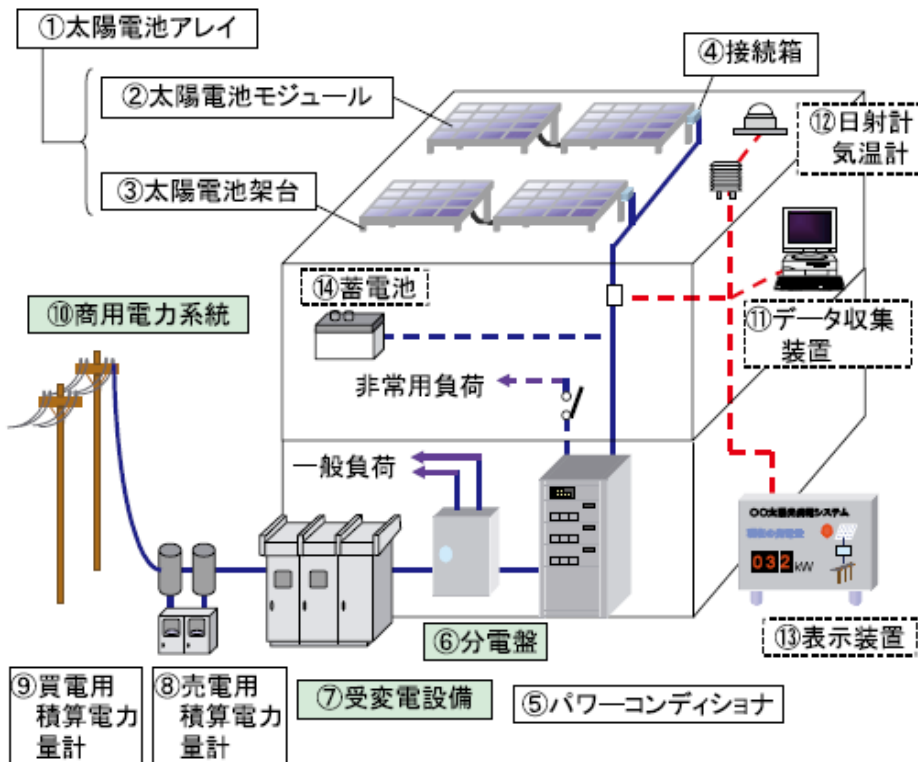 ①太陽電池アレイ
②太陽電池モジュール
③太陽電池架台
④接続箱
⑫日射計
気温計
⑭蓄電池
⑩商用電力系統
⑪データ収集
装置
非常用負荷
一般負荷
032kW
⑬表示装置
⑥分電盤
⑦受変電設備
⑤パワーコンディショナ
⑨買電用
積算電力
量計
⑧売電用
積算電力
量計